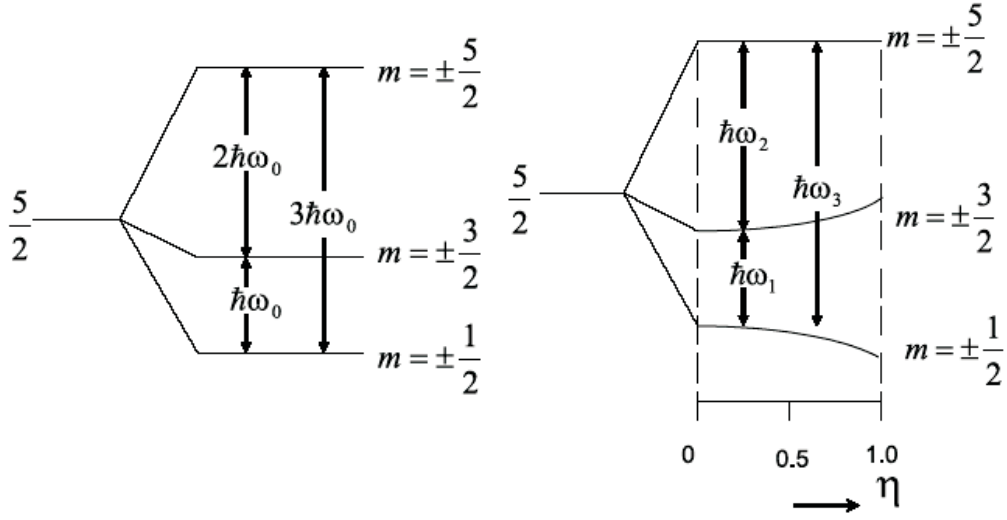 5/2
m = ±5/2
2ħω₀
3ħω₀
m = ±3/2
ħω₀
m = ±1/2
5/2
m = ±5/2
ħω₂
ħω₃
m = ±3/2
ħω₁
m = ±1/2
0 0.5 1.0
η